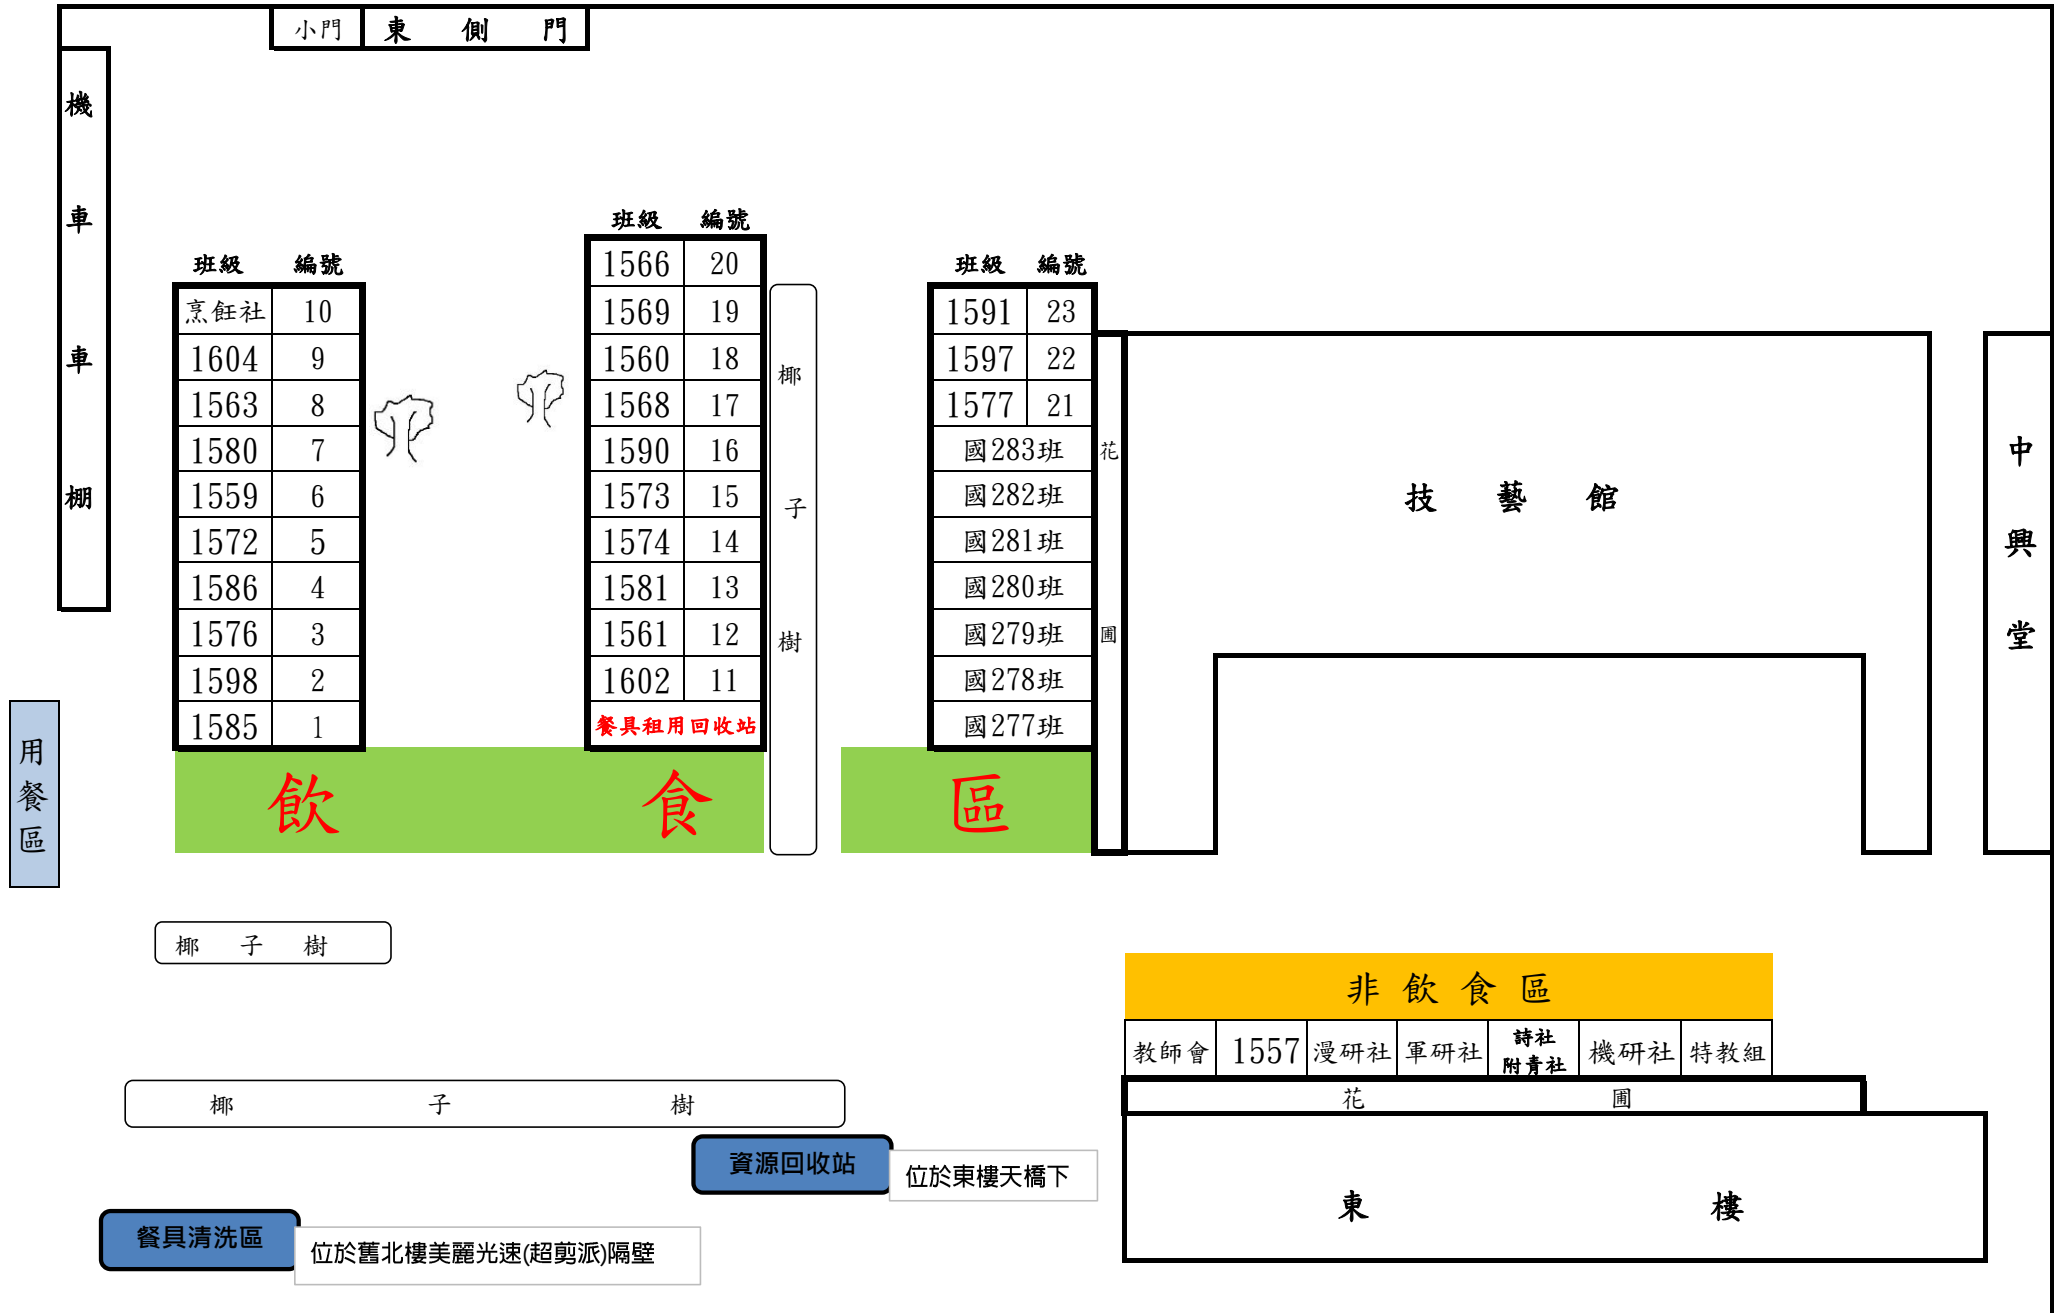 小門 東 側 門
機 車 車 棚
班級 編號
烹飪社 10
1604 9
1563 8
1580 7
1559 6
1572 5
1586 4
1576 3
1598 2
1585 1
班級 編號
1566 20
1569 19
1560 18
1568 17
1590 16
1573 15
1574 14
1581 13
1561 12
1602 11
餐具租用回收站
椰 子 樹
班級 編號
1591 23
1597 22
1577 21
國283班
國282班
國281班
國280班
國279班
國278班
國277班
花 圃
技 藝 館
中 興 堂
用餐區
飲 食 區
椰 子 樹
非 飲 食 區
教師會 1557 漫研社 軍研社 詩社 附青社 機研社 特教組
花 圃
椰 子 樹
資源回收站
位於東樓天橋下
東 樓
餐具清洗區
位於舊北樓美麗光速(超剪派)隔壁